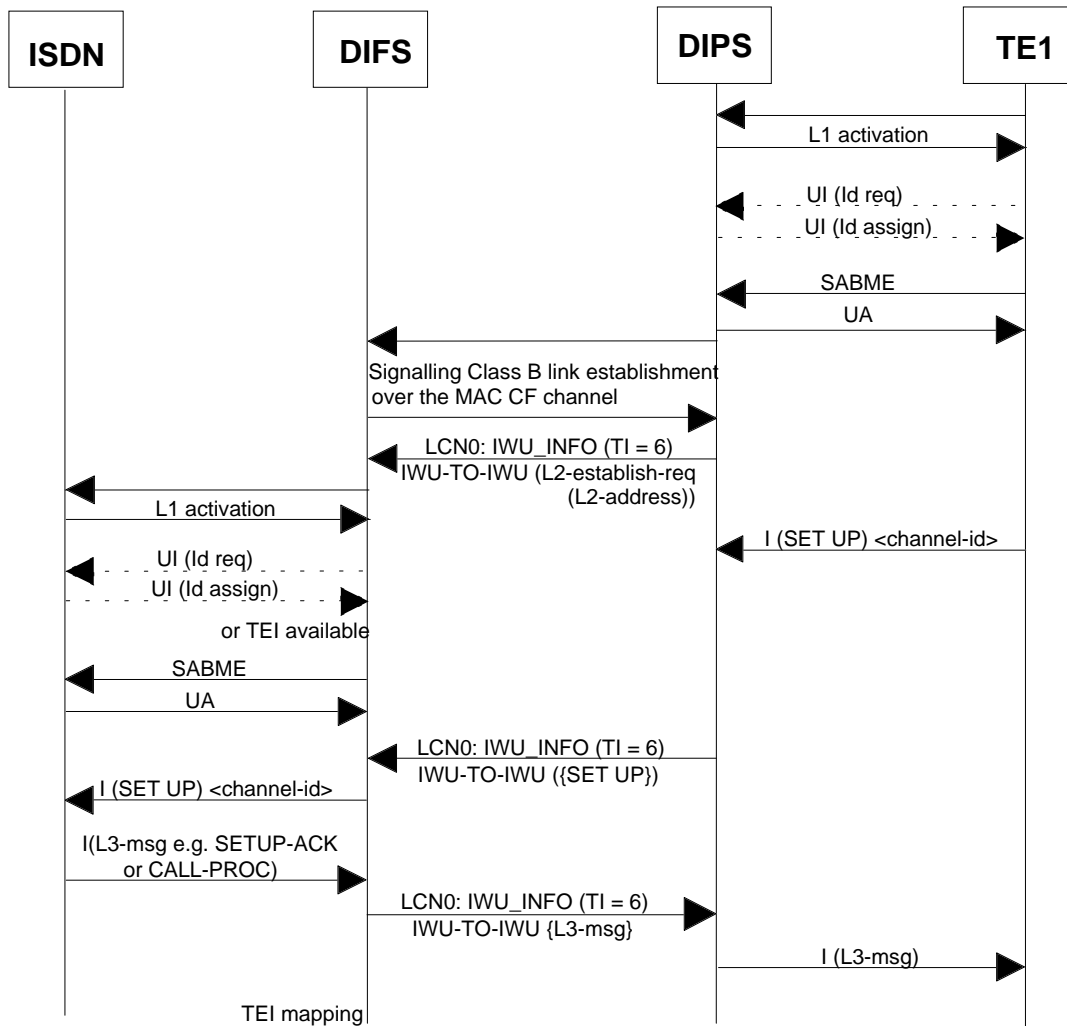 ISDN
DIFS
DIPS
TE1
L1 activation
UI (Id req)
UI (Id assign)
SABME
UA
Signalling Class B link establishment
over the MAC CF channel
LCN0: IWU_INFO (TI = 6)
IWU-TO-IWU (L2-establish-req
(L2-address))
L1 activation
I (SET UP) <channel-id>
UI (Id req)
UI (Id assign)
or TEI available
SABME
UA
LCN0: IWU_INFO (TI = 6)
IWU-TO-IWU ({SET UP})
I (SET UP) <channel-id>
I(L3-msg e.g. SETUP-ACK
or CALL-PROC)
LCN0: IWU_INFO (TI = 6)
IWU-TO-IWU {L3-msg}
I (L3-msg)
TEI mapping